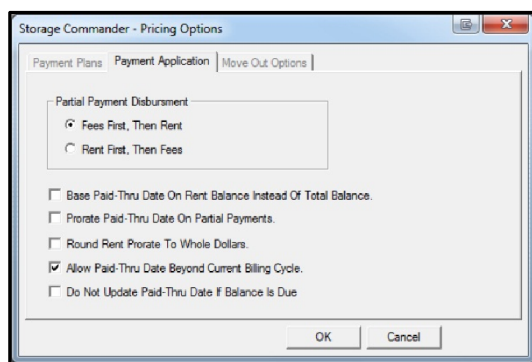 Storage Commander - Pricing Options
Payment Plans Payment Application Move Out Options
Partial Payment Disbursment
Fees First, Then Rent
Rent First, Then Fees
Base Paid-Thru Date On Rent Balance Instead Of Total Balance.
Prorate Paid-Thru Date On Partial Payments.
Round Rent Prorate To Whole Dollars.
Allow Paid-Thru Date Beyond Current Billing Cycle.
Do Not Update Paid-Thru Date If Balance Is Due
OK Cancel